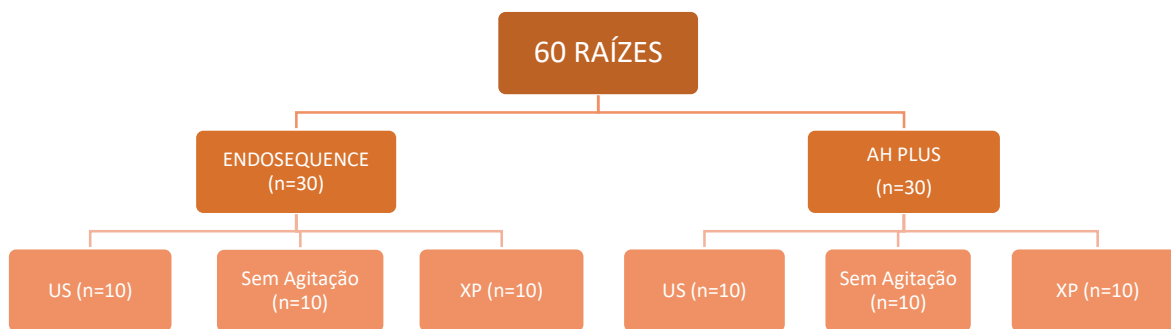 60 RAÍZES
ENDOSEQUENCE
(n=30)
AH PLUS
(n=30)
US (n=10)
Sem Agitação
(n=10)
XP (n=10)
US (n=10)
Sem Agitação
(n=10)
XP (n=10)